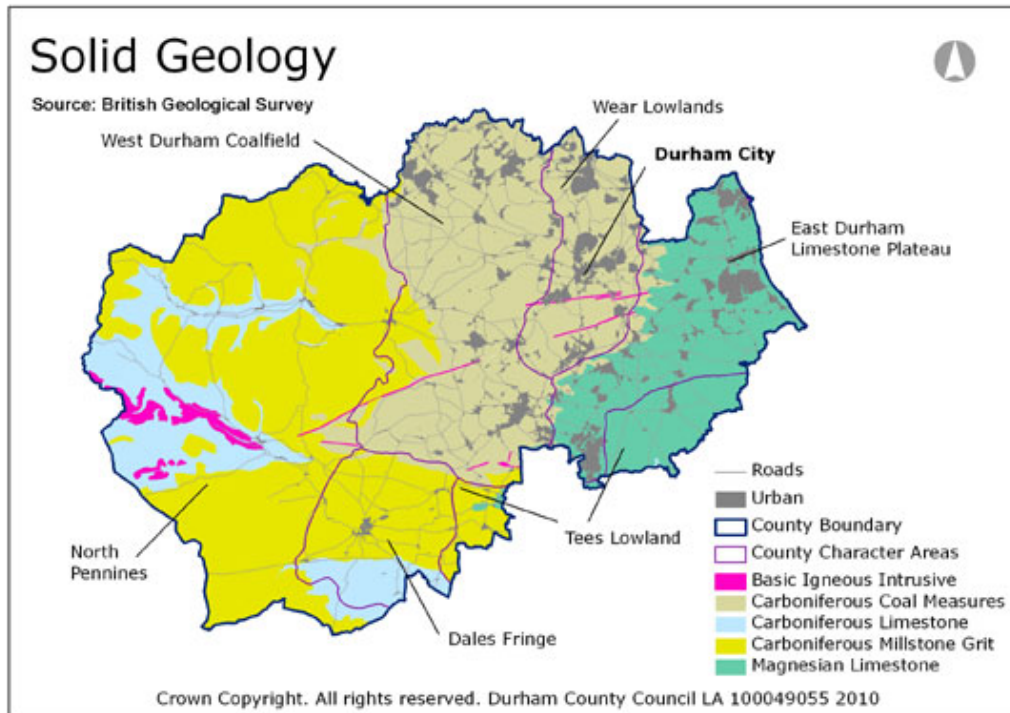 Solid Geology
Source: British Geological Survey
West Durham Coalfield
Wear Lowlands
Durham City
East Durham
Limestone Plateau
North
Pennines
Tees Lowland
Dales Fringe
Roads
Urban
County Boundary
County Character Areas
Basic Igneous Intrusive
Carboniferous Coal Measures
Carboniferous Limestone
Carboniferous Millstone Grit
Magnesian Limestone
Crown Copyright. All rights reserved. Durham County Council LA 100049055 2010